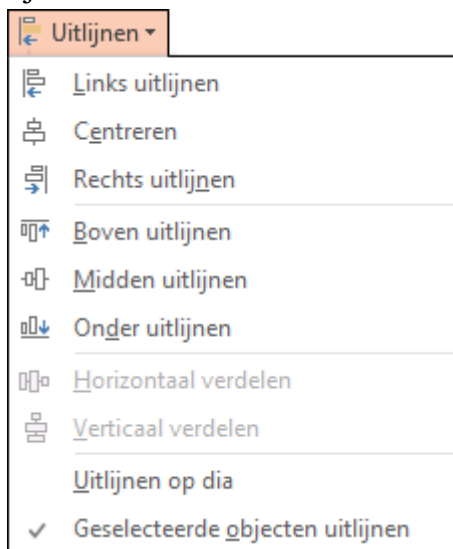 Uitlijnen
Links uitlijnen
Centreren
Rechts uitlijnen
Boven uitlijnen
Midden uitlijnen
Onder uitlijnen
Horizontaal verdelen
Verticaal verdelen
Uitlijnen op dia
Geselecteerde objecten uitlijnen